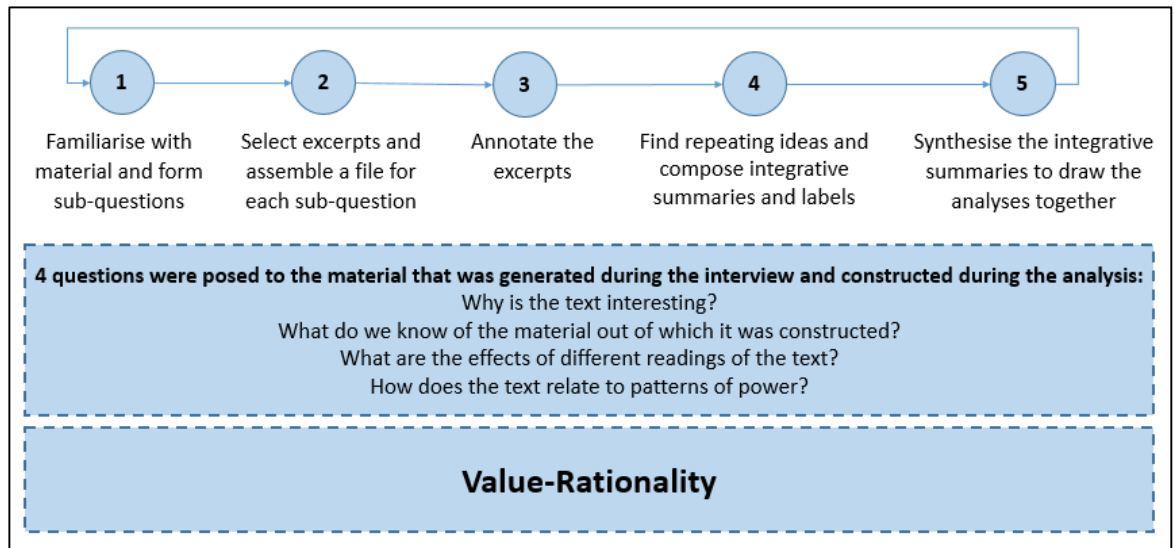 1
2
3
4
5
Familiarise with
material and form
sub-questions
Select excerpts and
assemble a file for
each sub-question
Annotate the
excerpts
Find repeating ideas and
compose integrative
summaries and labels
Synthesise the integrative
summaries to draw the
analyses together
4 questions were posed to the material that was generated during the interview and constructed during the analysis:
Why is the text interesting?
What do we know of the material out of which it was constructed?
What are the effects of different readings of the text?
How does the text relate to patterns of power?
Value-Rationality